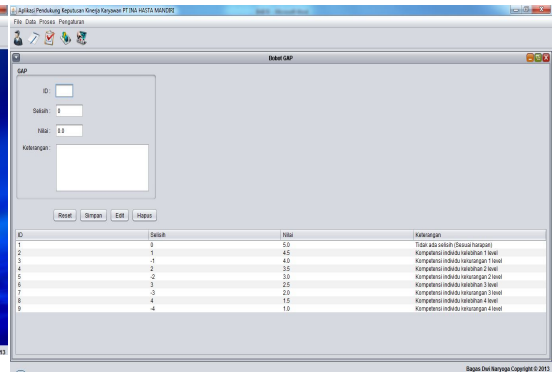 Aplikasi Pendukung Keputusan Kinerja Karyawan PT INA HASTA MANDIRI
File Data Proses Pengaturan
Bobot GAP
GAP
ID :
Selisih : 0
Nilai : 0.0
Keterangan :
Reset Simpan Edit Hapus
ID Selisih Nilai Keterangan
1 0 5.0 Tidak ada selisih (Sesuai harapan)
2 1 4.5 Kompetensi individu kelebihan 1 level
3 -1 4.0 Kompetensi individu kekurangan 1 level
4 2 3.5 Kompetensi individu kelebihan 2 level
5 -2 3.0 Kompetensi individu kekurangan 2 level
6 3 2.5 Kompetensi individu kelebihan 3 level
7 -3 2.0 Kompetensi individu kekurangan 3 level
8 4 1.5 Kompetensi individu kelebihan 4 level
9 -4 1.0 Kompetensi individu kekurangan 4 level
Bagas Dwi Naryoga Copyright © 2013